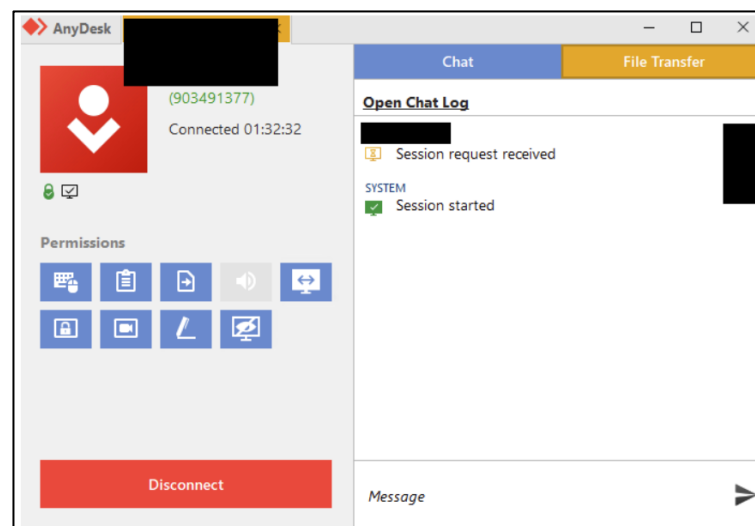 AnyDesk
(903491377)
Connected 01:32:32
Permissions
Disconnect
Chat
File Transfer
Open Chat Log
Session request received
SYSTEM
Session started
Message